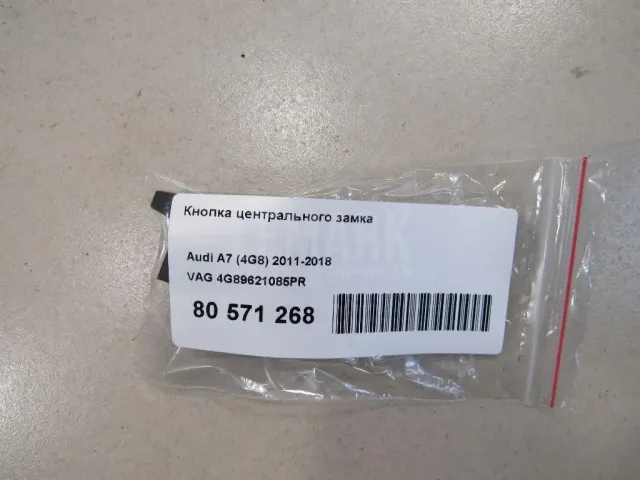 Кнопка центрального замка
Audi A7 (4G8) 2011-2018
VAG 4G89621085PR
80 571 268